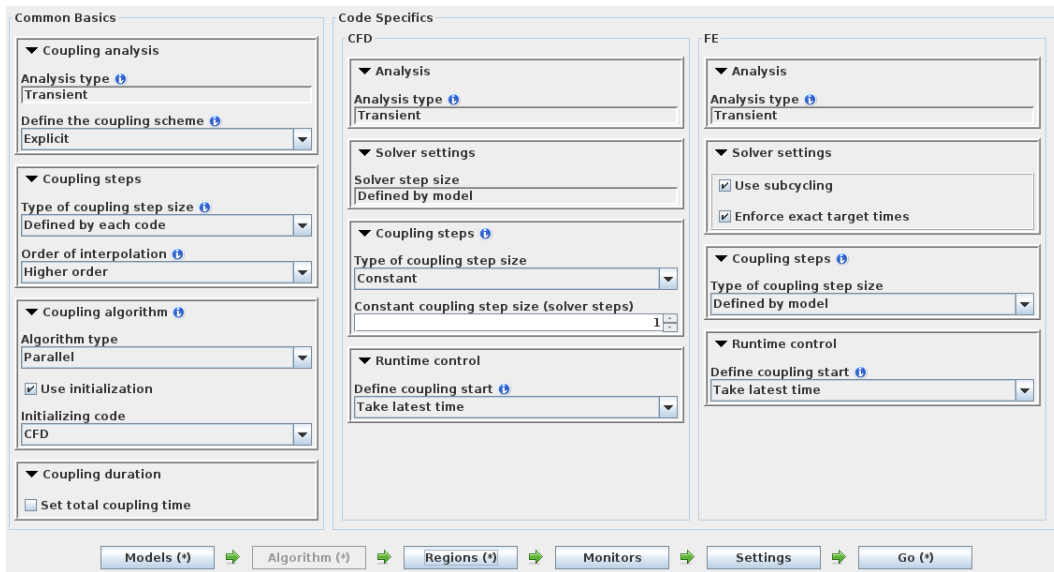 Common Basics
Coupling analysis
Analysis type
Transient
Define the coupling scheme
Explicit
Coupling steps
Type of coupling step size
Defined by each code
Order of interpolation
Higher order
Coupling algorithm
Algorithm type
Parallel
Use initialization
Initializing code
CFD
Coupling duration
Set total coupling time
Code Specifics
CFD
Analysis
Analysis type
Transient
Solver settings
Solver step size
Defined by model
Coupling steps
Type of coupling step size
Constant
Constant coupling step size (solver steps)
1
Runtime control
Define coupling start
Take latest time
FE
Analysis
Analysis type
Transient
Solver settings
Use subcycling
Enforce exact target times
Coupling steps
Type of coupling step size
Defined by model
Runtime control
Define coupling start
Take latest time
Models (*)
Algorithm (*)
Regions (*)
Monitors
Settings
Go (*)